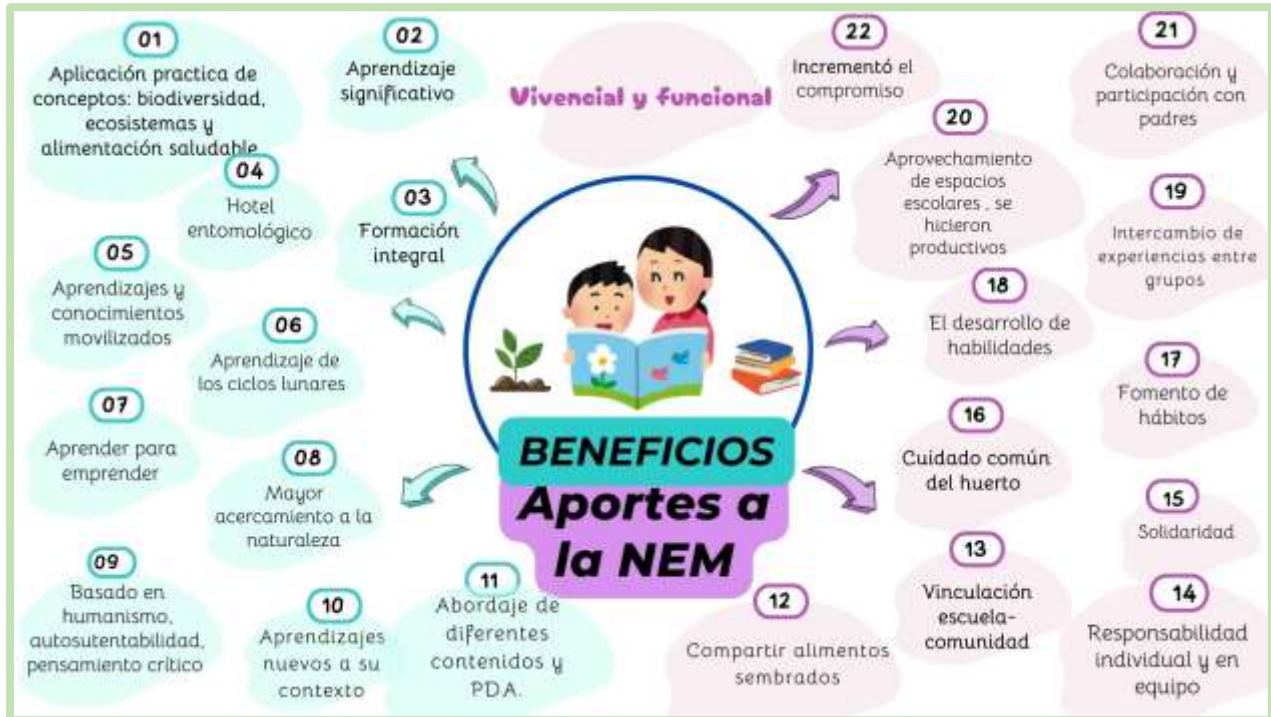 01
Aplicación practica de
conceptos: biodiversidad,
ecosistemas y
alimentación saludable
02
Aprendizaje
significativo
03
Formación
integral
04
Hotel
entomológico
05
Aprendizajes y
conocimientos
movilizados
06
Aprendizaje de
los ciclos lunares
07
Aprender para
emprender
08
Mayor
acercamiento a la
naturaleza
09
Basado en
humanismo,
autosutentabilidad,
pensamiento crítico
10
Aprendizajes
nuevos a su
contexto
11
Abordaje de
diferentes
contenidos y
PDA.
Vivencial y funcional
BENEFICIOS
Aportes a
la NEM
12
Compartir alimentos
sembrados
13
Vinculación
escuela-
comunidad
14
Responsabilidad
individual y en
equipo
15
Solidaridad
16
Cuidado común
del huerto
17
Fomento de
hábitos
18
El desarrollo de
habilidades
19
Intercambio de
experiencias entre
grupos
20
Aprovechamiento
de espacios
escolares , se
hicieron
productivos
21
Colaboración y
participación con
padres
22
Incrementó el
compromiso